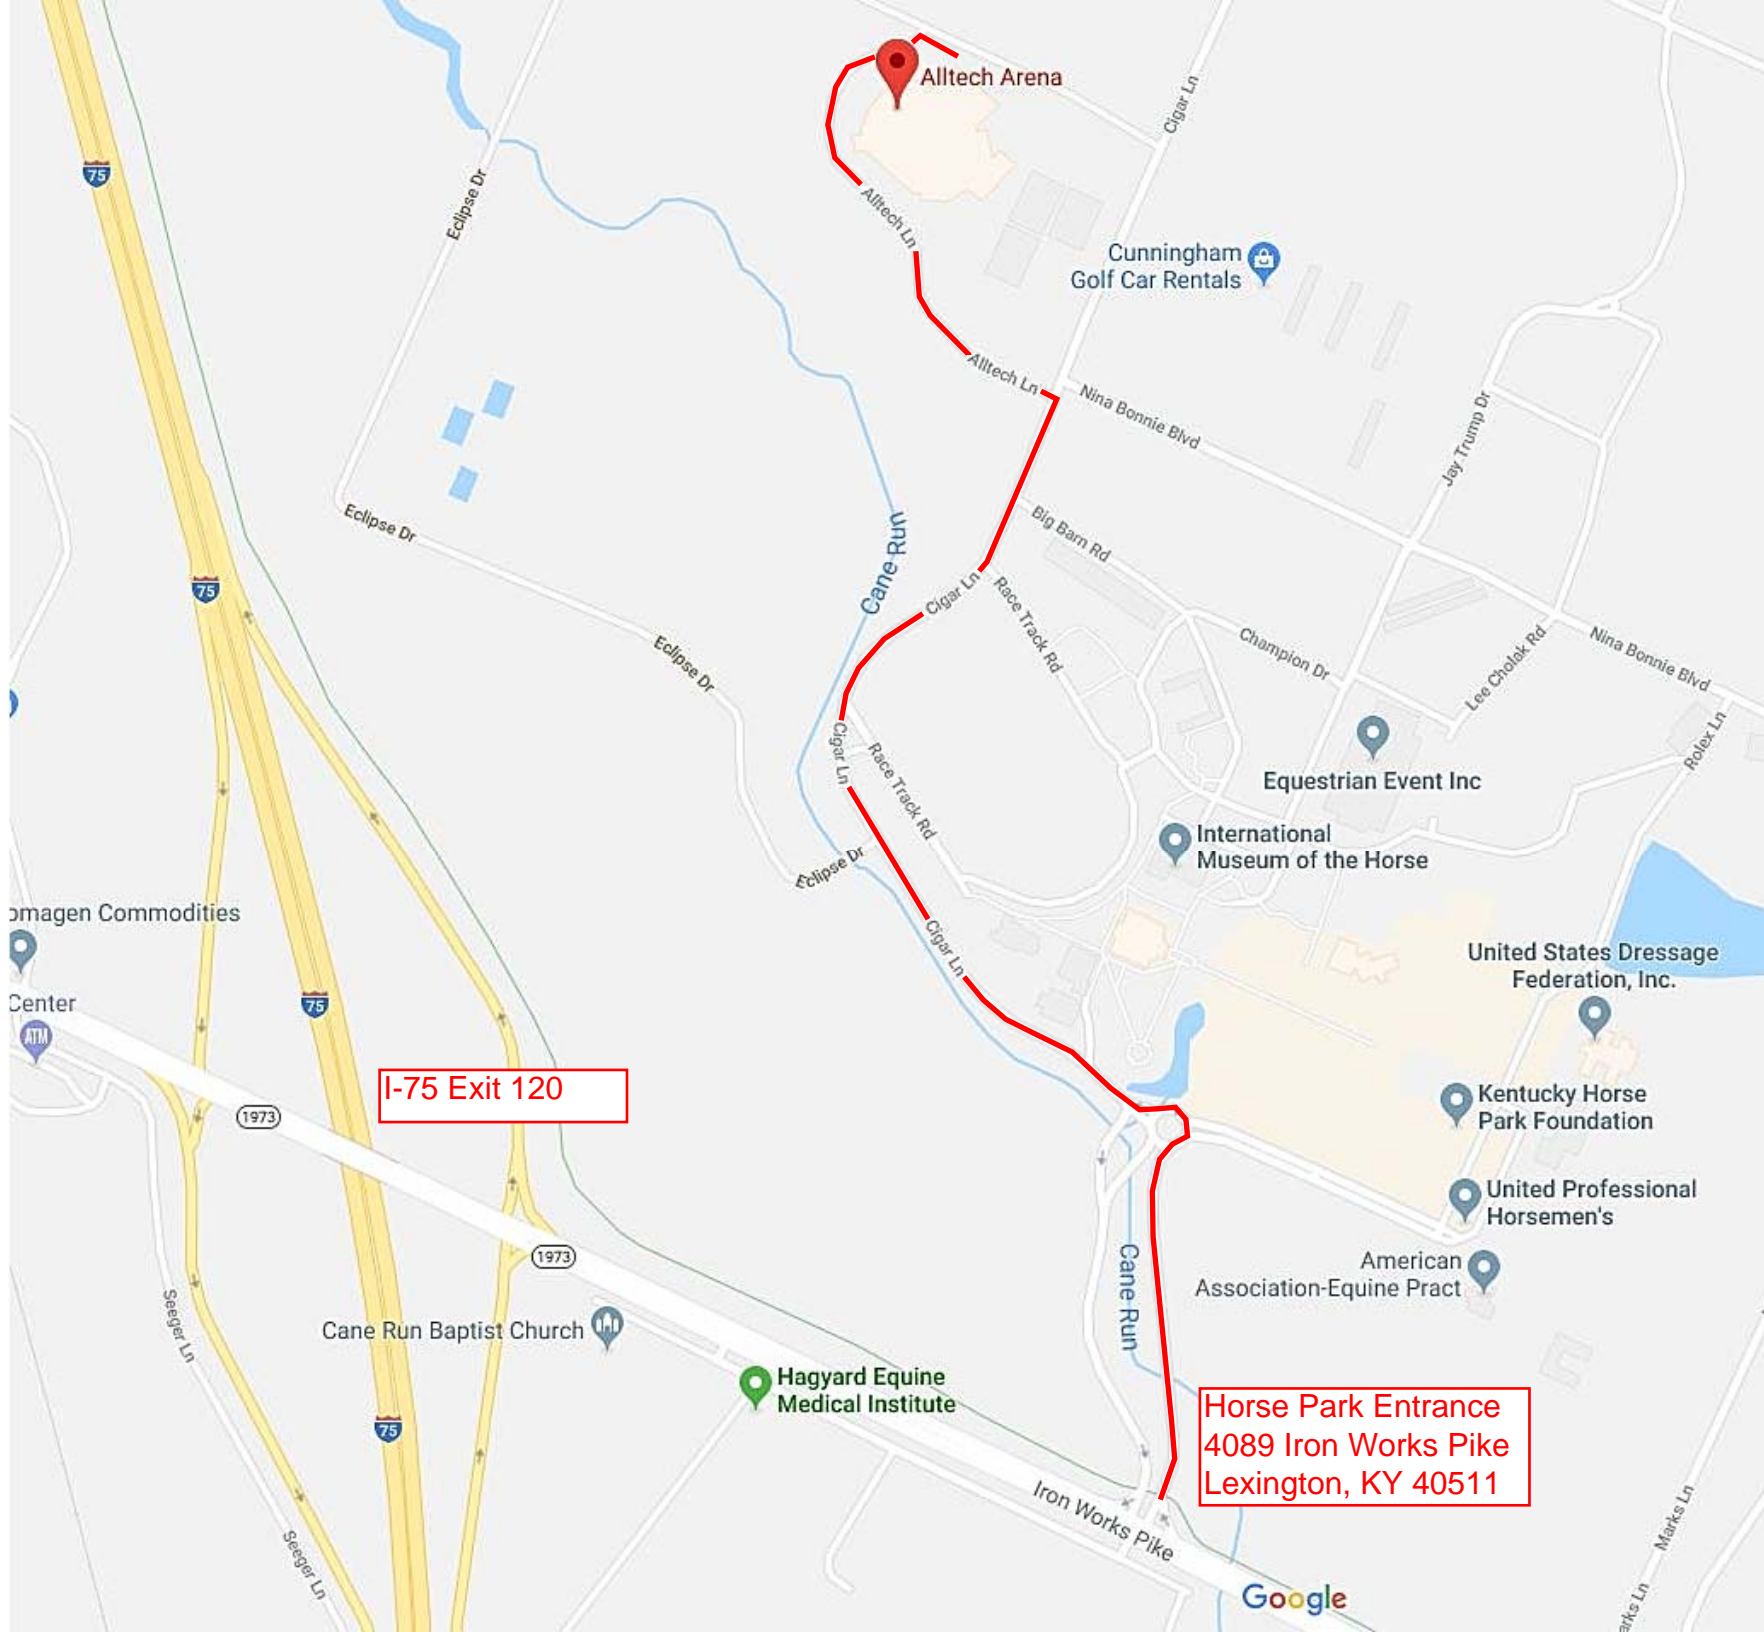 Alltech Arena
Cigar Ln
75
Eclipse Dr
Alltech Ln
Cunningham
Golf Car Rentals
Alltech Ln
Nina Bonnie Blvd
Jay Trump Dr
Eclipse Dr
Cane Run
Big Barn Rd
75
Cigar Ln
Race Track Rd
Champion Dr
Lee Cholak Rd
Nina Bonnie Blvd
Eclipse Dr
Rolex Ln
Cigar Ln
Race Track Rd
Equestrian Event Inc
International
Museum of the Horse
Eclipse Dr
omagen Commodities
Cigar Ln
United States Dressage
Federation, Inc.
Center
75
ATM
I-75 Exit 120
1973
Kentucky Horse
Park Foundation
United Professional
Horsemen's
1973
Cane Run
American
Association-Equine Pract
Seeger Ln
Cane Run Baptist Church
Hagyard Equine
Medical Institute
75
Horse Park Entrance
4089 Iron Works Pike
Lexington, KY 40511
Iron Works Pike
Marks Ln
Seeger Ln
Google
arks Ln